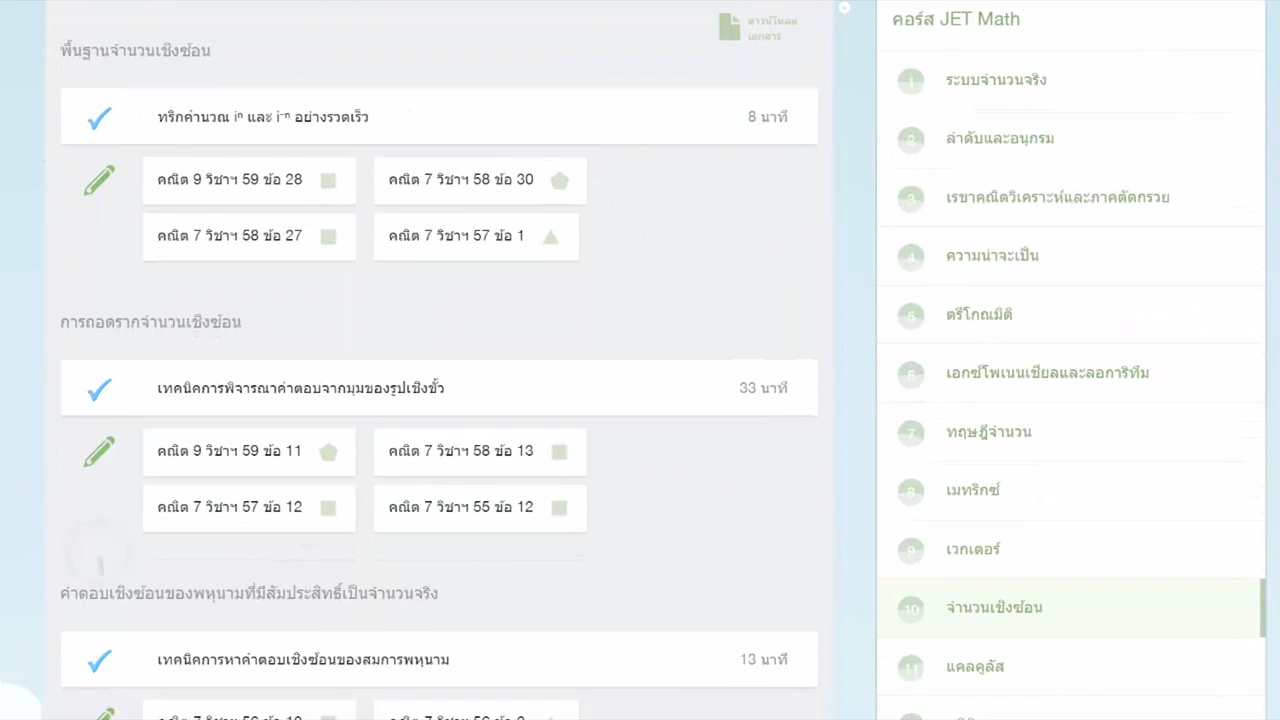 ดาวน์โหลด
เอกสาร
พื้นฐานจำนวนเชิงซ้อน
ทริกคำนวณ iⁿ และ i⁻ⁿ อย่างรวดเร็ว
8 นาที
คณิต 9 วิชาฯ 59 ข้อ 28
คณิต 7 วิชาฯ 58 ข้อ 30
คณิต 7 วิชาฯ 58 ข้อ 27
คณิต 7 วิชาฯ 57 ข้อ 1
การถอดรากจำนวนเชิงซ้อน
เทคนิคการพิจารณาคำตอบจากมุมของรูปเชิงขั้ว
33 นาที
คณิต 9 วิชาฯ 59 ข้อ 11
คณิต 7 วิชาฯ 58 ข้อ 13
คณิต 7 วิชาฯ 57 ข้อ 12
คณิต 7 วิชาฯ 55 ข้อ 12
คำตอบเชิงซ้อนของพหุนามที่มีสัมประสิทธิ์เป็นจำนวนจริง
เทคนิคการหาคำตอบเชิงซ้อนของสมการพหุนาม
13 นาที
คอร์ส JET Math
1 ระบบจำนวนจริง
2 ลำดับและอนุกรม
3 เรขาคณิตวิเคราะห์และภาคตัดกรวย
4 ความน่าจะเป็น
5 ตรีโกณมิติ
6 เอกซ์โพเนนเชียลและลอการิทึม
7 ทฤษฎีจำนวน
8 เมทริกซ์
9 เวกเตอร์
10 จำนวนเชิงซ้อน
11 แคลคูลัส